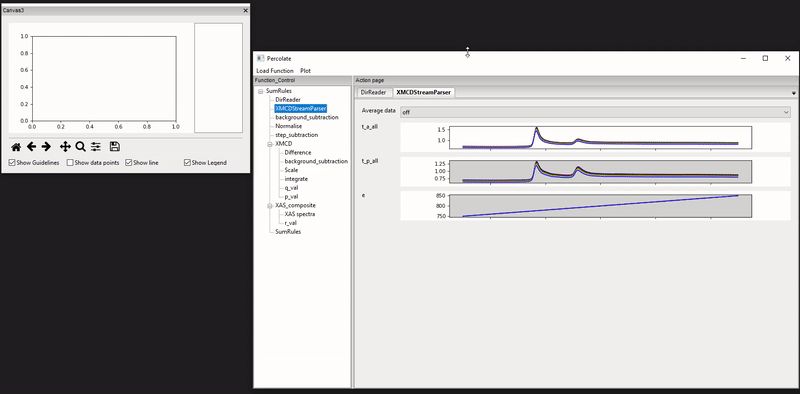 Canvas3
1.0
0.8
0.6
0.4
0.2
0.0
0.0 0.2 0.4 0.6 0.8 1.0
Show Guidelines Show data points Show line Show Legend
Percolate
Load Function Plot
Function_Control
SumRules
DirReader
XMCDStreamParser
background_subtraction
Normalise
step_subtraction
XMCD
Difference
background_subtraction
Scale
integrate
q_val
p_val
XAS_composite
XAS spectra
r_val
SumRules
Action page
DirReader XMCDStreamParser
Average data off
t_a_all
1.5
1.0
t_p_all
1.25
1.00
0.75
e
850
800
750